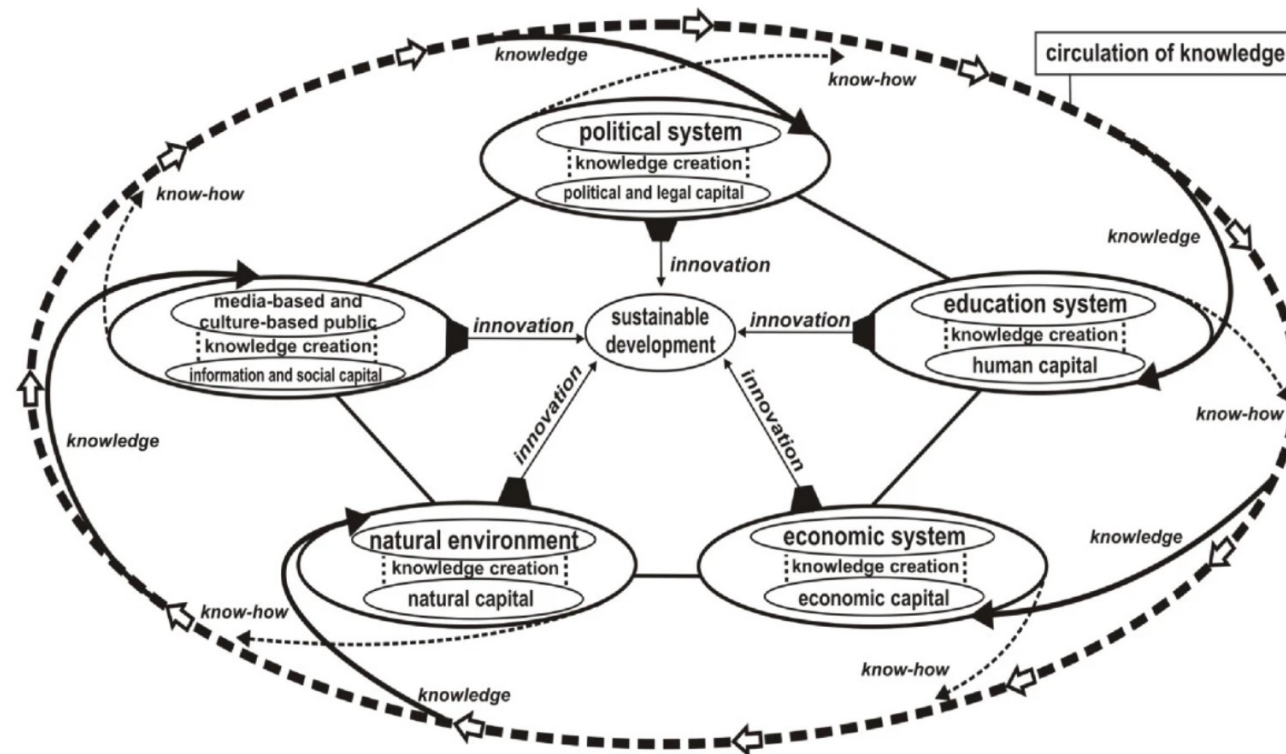 knowledge
circulation of knowledge
know-how
political system
knowledge creation
political and legal capital
know-how
knowledge
innovation
media-based and
culture-based public
knowledge creation
information and social capital
innovation
sustainable
development
innovation
education system
knowledge creation
human capital
know-how
knowledge
innovation
innovation
natural environment
knowledge creation
natural capital
economic system
knowledge creation
economic capital
knowledge
know-how
know-how
knowledge